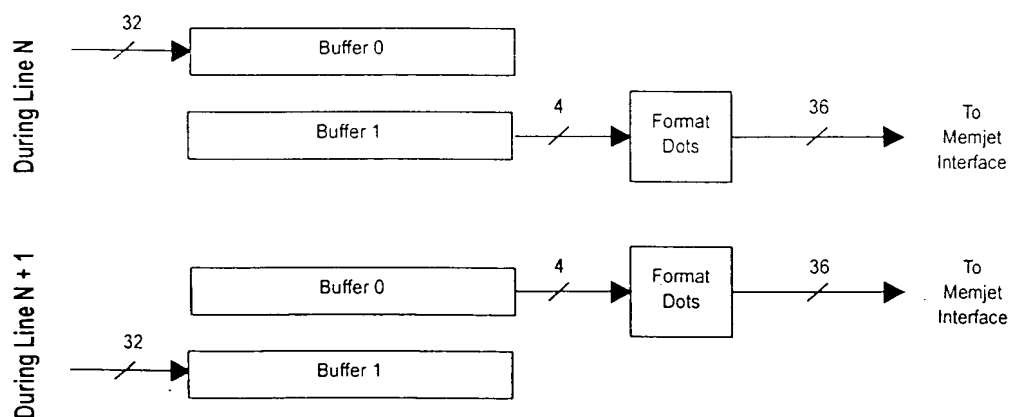 During Line N
32
Buffer 0
Buffer 1
4
Format
Dots
36
To
Memjet
Interface
During Line N + 1
Buffer 0
4
Format
Dots
36
To
Memjet
Interface
32
Buffer 1